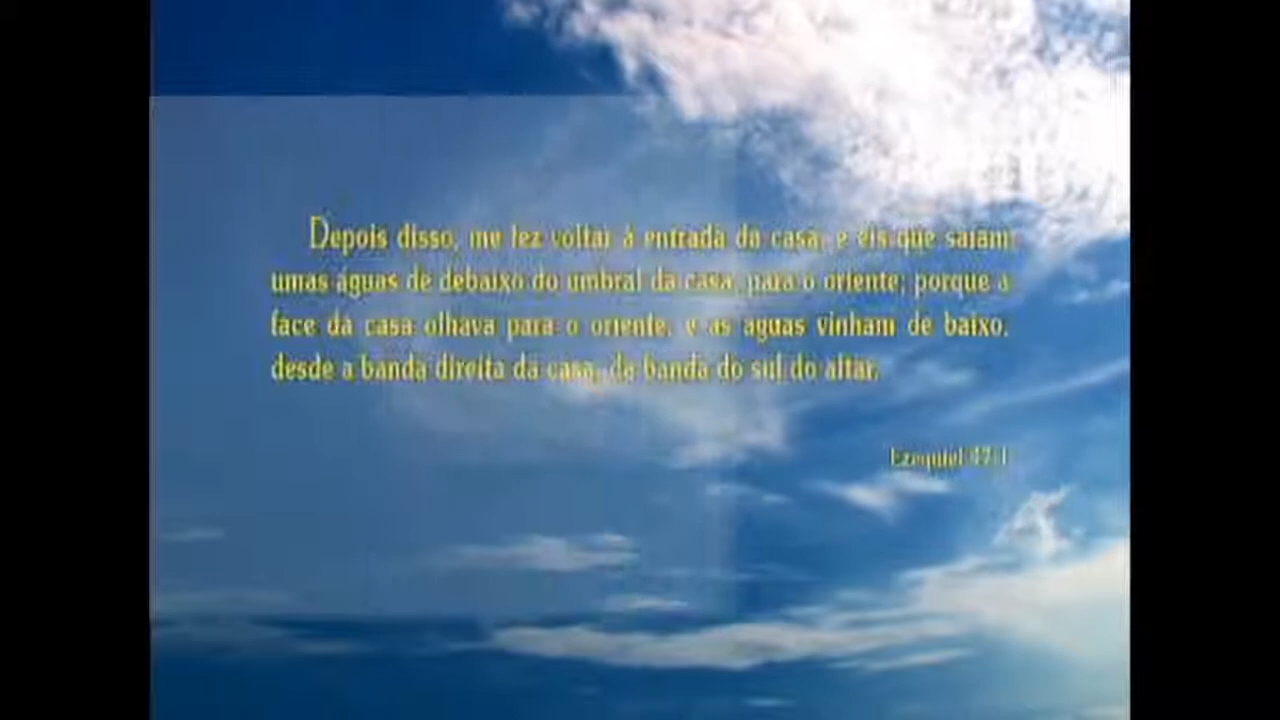 Depois disso, me fez voltar à entrada da casa, e eis que saíam
umas águas de debaixo do umbral da casa, para o oriente; porque a
face da casa olhava para o oriente, e as águas vinham de baixo,
desde a banda direita da casa, da banda do sul do altar.
Ezequiel 47:1